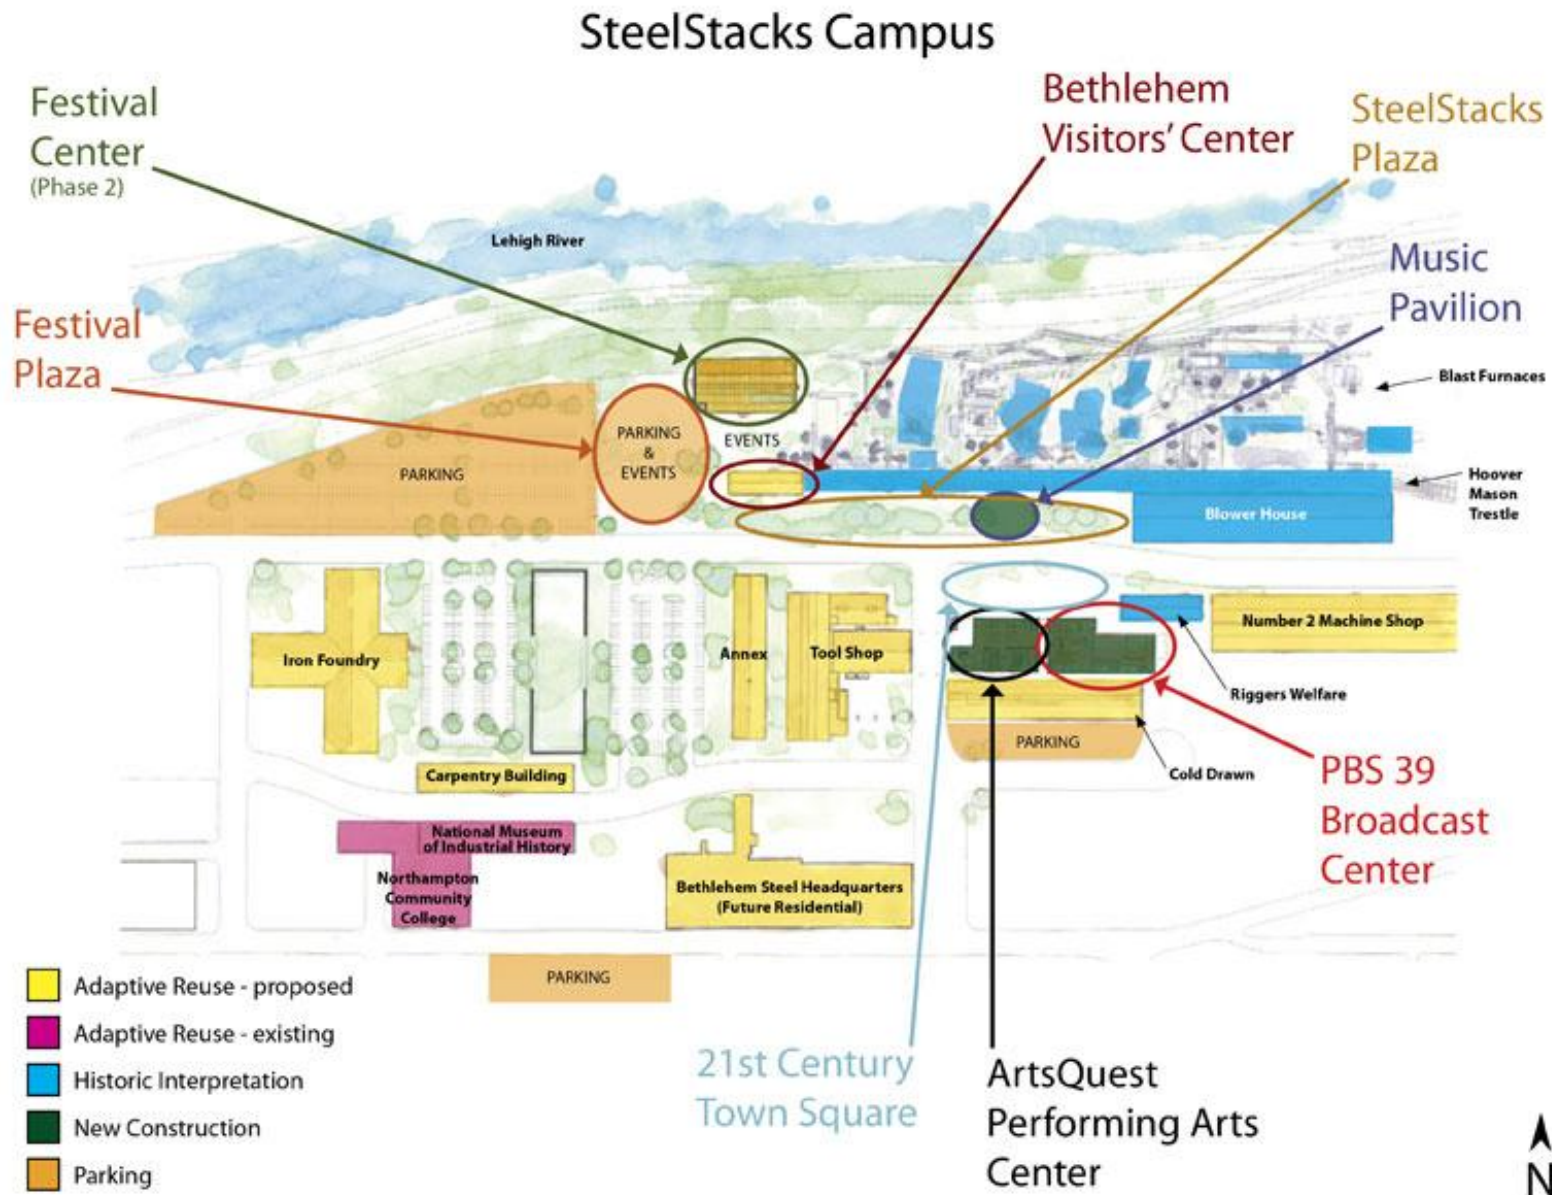 SteelStacks Campus
Festival
Center
(Phase 2)
Bethlehem
Visitors' Center
SteelStacks
Plaza
Lehigh River
Music
Pavilion
Festival
Plaza
Blast Furnaces
PARKING
&
EVENTS
EVENTS
PARKING
Hoover
Mason
Trestle
Blower House
Iron Foundry
Annex
Tool Shop
Number 2 Machine Shop
Riggers Welfare
PARKING
Cold Drawn
Carpentry Building
PBS 39
Broadcast
Center
National Museum
of Industrial History
Northampton
Community
College
Bethlehem Steel Headquarters
(Future Residential)
PARKING
Adaptive Reuse - proposed
Adaptive Reuse - existing
Historic Interpretation
New Construction
Parking
21st Century
Town Square
ArtsQuest
Performing Arts
Center
N